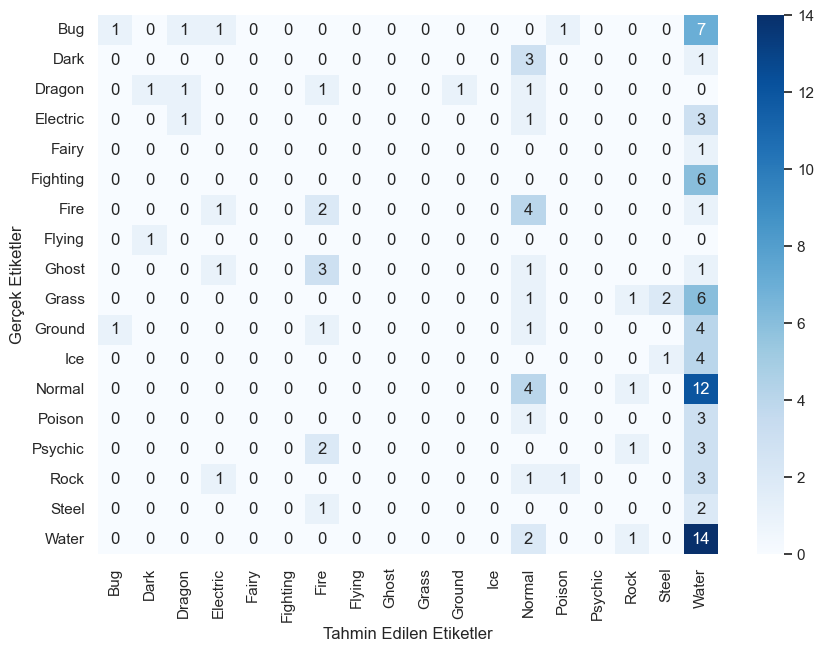 Gerçek Etiketler
Bug 1 0 1 1 0 0 0 0 0 0 0 0 0 1 0 0 0 7
Dark 0 0 0 0 0 0 0 0 0 0 0 0 3 0 0 0 0 1
Dragon 0 1 1 0 0 0 1 0 0 0 1 0 1 0 0 0 0 0
Electric 0 0 1 0 0 0 0 0 0 0 0 0 1 0 0 0 0 3
Fairy 0 0 0 0 0 0 0 0 0 0 0 0 0 0 0 0 0 1
Fighting 0 0 0 0 0 0 0 0 0 0 0 0 0 0 0 0 0 6
Fire 0 0 0 1 0 0 2 0 0 0 0 0 4 0 0 0 0 1
Flying 0 1 0 0 0 0 0 0 0 0 0 0 0 0 0 0 0 0
Ghost 0 0 0 1 0 0 3 0 0 0 0 0 1 0 0 0 0 1
Grass 0 0 0 0 0 0 0 0 0 0 0 0 1 0 0 1 2 6
Ground 1 0 0 0 0 0 1 0 0 0 0 0 1 0 0 0 0 4
Ice 0 0 0 0 0 0 0 0 0 0 0 0 0 0 0 0 1 4
Normal 0 0 0 0 0 0 0 0 0 0 0 0 4 0 0 1 0 12
Poison 0 0 0 0 0 0 0 0 0 0 0 0 1 0 0 0 0 3
Psychic 0 0 0 0 0 0 2 0 0 0 0 0 0 0 0 1 0 3
Rock 0 0 0 1 0 0 0 0 0 0 0 0 1 1 0 0 0 3
Steel 0 0 0 0 0 0 1 0 0 0 0 0 0 0 0 0 0 2
Water 0 0 0 0 0 0 0 0 0 0 0 0 2 0 0 1 0 14
Bug Dark Dragon Electric Fairy Fighting Fire Flying Ghost Grass Ground Ice Normal Poison Psychic Rock Steel Water
Tahmin Edilen Etiketler
14
12
10
8
6
4
2
0